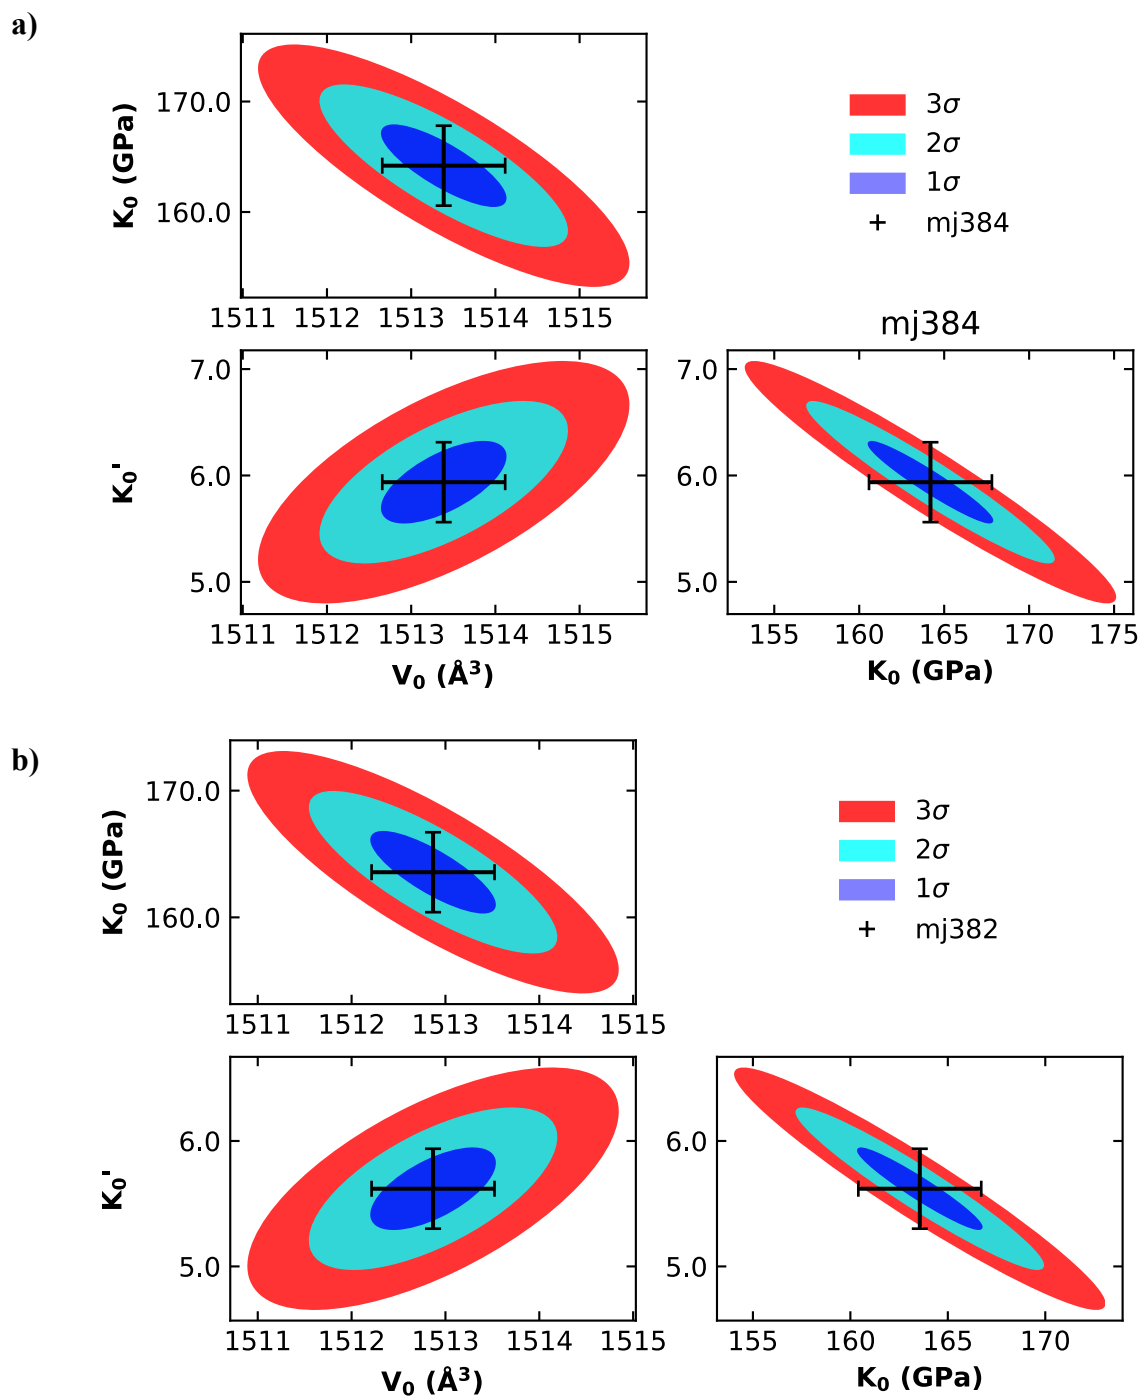 a)
K₀ (GPa)
170.0
160.0
1511 1512 1513 1514 1515
3σ
2σ
1σ
mj384
mj384
K₀'
7.0
6.0
5.0
1511 1512 1513 1514 1515
V₀ (Å³)
7.0
6.0
5.0
155 160 165 170 175
K₀ (GPa)
b)
K₀ (GPa)
170.0
160.0
1511 1512 1513 1514 1515
3σ
2σ
1σ
mj382
K₀'
6.0
5.0
1511 1512 1513 1514 1515
V₀ (Å³)
6.0
5.0
155 160 165 170
K₀ (GPa)